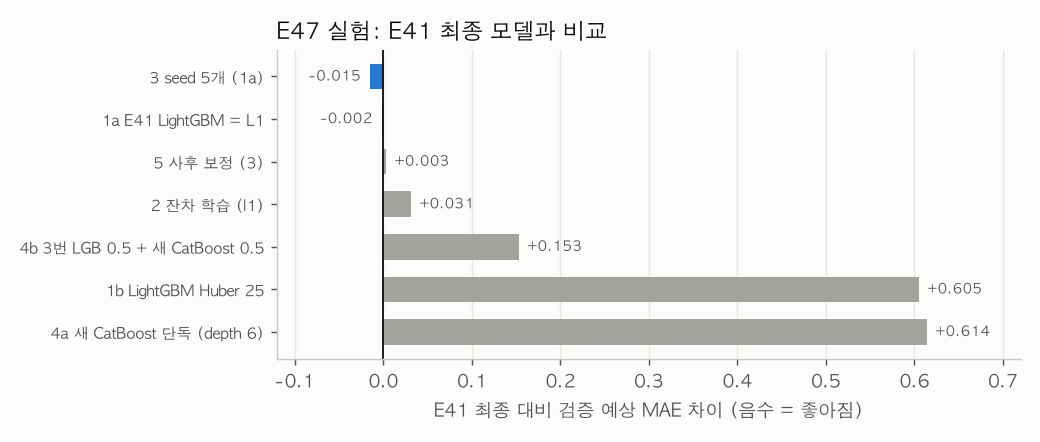 E47 실험: E41 최종 모델과 비교
3 seed 5개 (1a)
-0.015
1a E41 LightGBM = L1
-0.002
5 사후 보정 (3)
+0.003
2 잔차 학습 (l1)
+0.031
4b 3번 LGB 0.5 + 새 CatBoost 0.5
+0.153
1b LightGBM Huber 25
+0.605
4a 새 CatBoost 단독 (depth 6)
+0.614
-0.1 0.0 0.1 0.2 0.3 0.4 0.5 0.6 0.7
E41 최종 대비 검증 예상 MAE 차이 (음수 = 좋아짐)